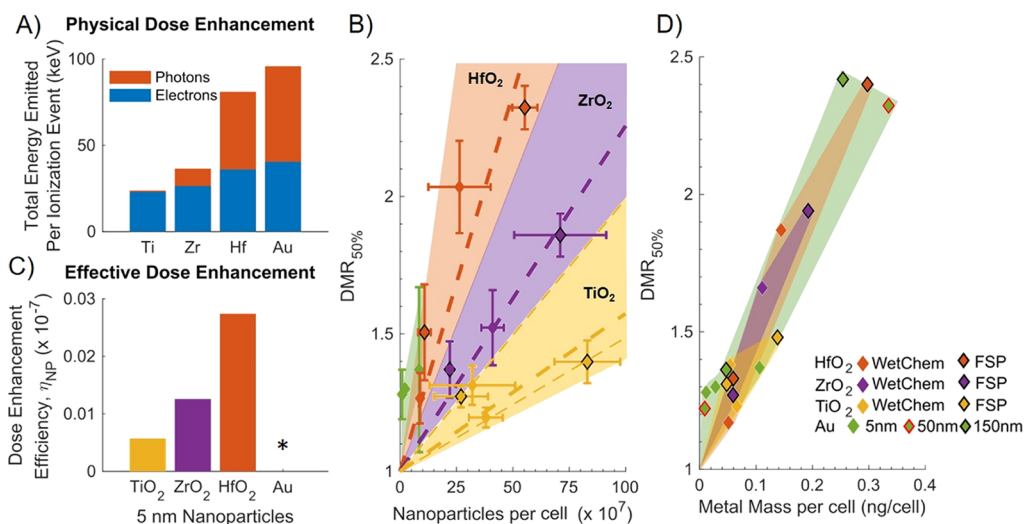 A)
Physical Dose Enhancement
Total Energy Emitted
Per Ionization Event (keV)
100
50
0
Photons
Electrons
Ti Zr Hf Au
C)
Effective Dose Enhancement
Dose Enhancement
Efficiency, ηNP (x 10-7)
0.03
0.02
0.01
0
*
TiO2 ZrO2 HfO2 Au
5 nm Nanoparticles
B)
DMR50%
2.5
2
1.5
1
HfO2
ZrO2
TiO2
0 25 50 75 100
Nanoparticles per cell (x 107)
D)
DMR50%
2.5
2
1.5
1
HfO2 WetChem FSP
ZrO2 WetChem FSP
TiO2 WetChem FSP
Au 5nm 50nm 150nm
0 0.1 0.2 0.3 0.4
Metal Mass per cell (ng/cell)